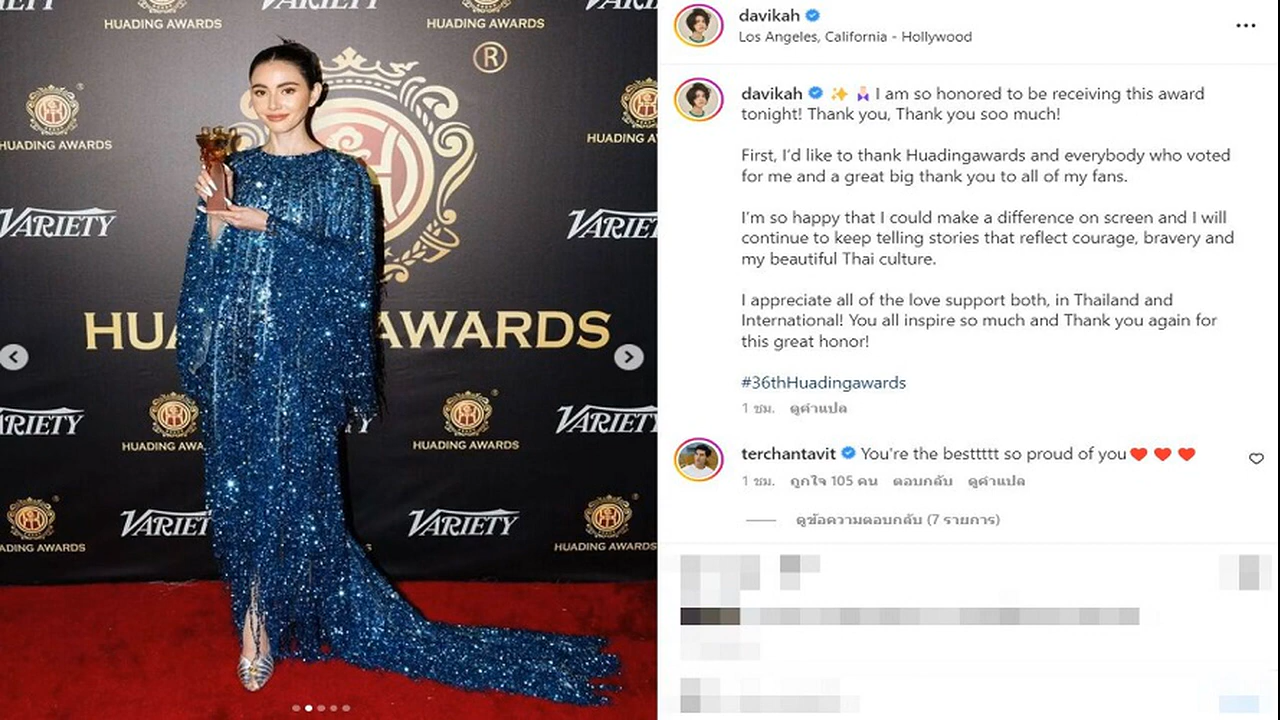 VARIETY
HUADING AWARDS
HUADING AWARDS
®
HUADING AWARDS
HUADING AWARDS
VARIETY
VARIETY
HUA AWARDS
VARIETY
HUADING AWARDS
HUADING AWARDS
VARIETY
VARIETY
VARIETY
HUADING AWARDS
HUADING AWARDS
davikah
Los Angeles, California - Hollywood
davikah ✨ I am so honored to be receiving this award
tonight! Thank you, Thank you soo much!
First, I'd like to thank Huadingawards and everybody who voted
for me and a great big thank you to all of my fans.
I'm so happy that I could make a difference on screen and I will
continue to keep telling stories that reflect courage, bravery and
my beautiful Thai culture.
I appreciate all of the love support both, in Thailand and
International! You all inspire so much and Thank you again for
this great honor!
#36thHuadingawards
1 ชม. ดูคำแปล
terchantavit You're the besttttt so proud of you ❤️ ❤️ ❤️
1 ชม. ถูกใจ 105 คน ตอบกลับ ดูคำแปล
ดูข้อความตอบกลับ (7 รายการ)